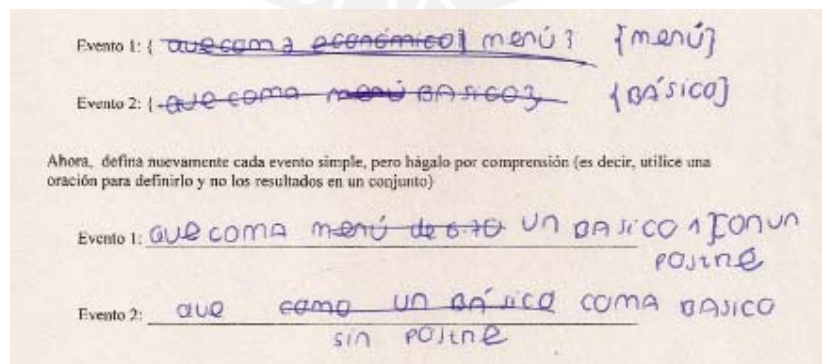 Evento 1: { que coma económico} menú} {menú}
Evento 2: { que coma menú BASICO} {BÁSICO}
Ahora, defina nuevamente cada evento simple, pero hágalo por comprensión (es decir, utilice una
oración para definirlo y no los resultados en un conjunto)
Evento 1: que coma menú de 6.70 un BASICO 1 con un
postre
Evento 2: que como un básico coma BASICO
sin postre